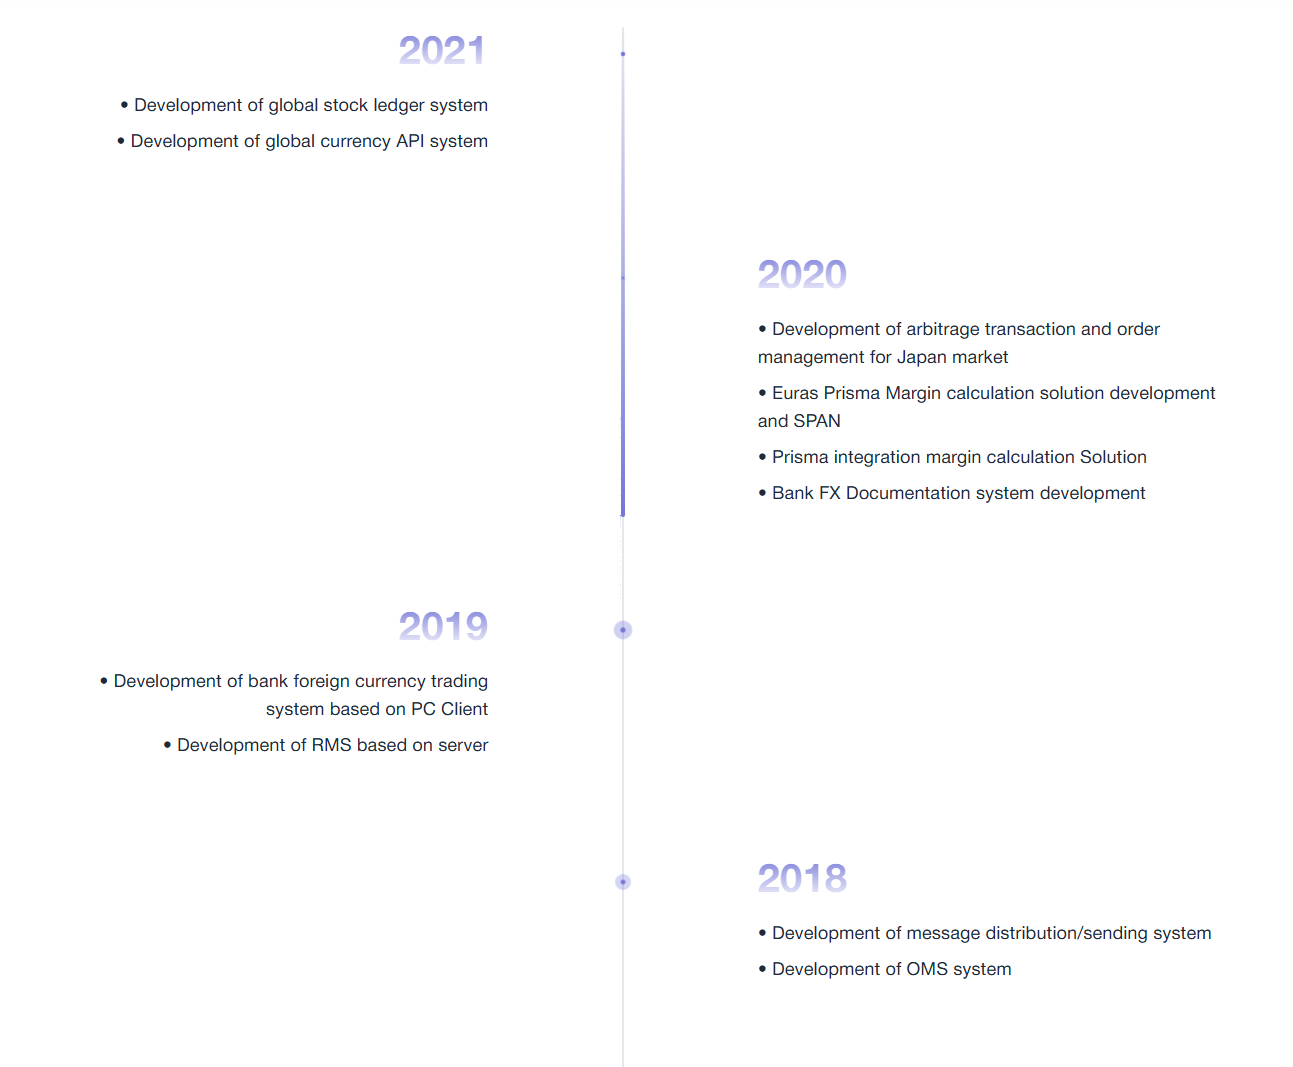 2021
• Development of global stock ledger system
• Development of global currency API system
2020
• Development of arbitrage transaction and order
management for Japan market
• Euras Prisma Margin calculation solution development
and SPAN
• Prisma integration margin calculation Solution
• Bank FX Documentation system development
2019
• Development of bank foreign currency trading
system based on PC Client
• Development of RMS based on server
2018
• Development of message distribution/sending system
• Development of OMS system